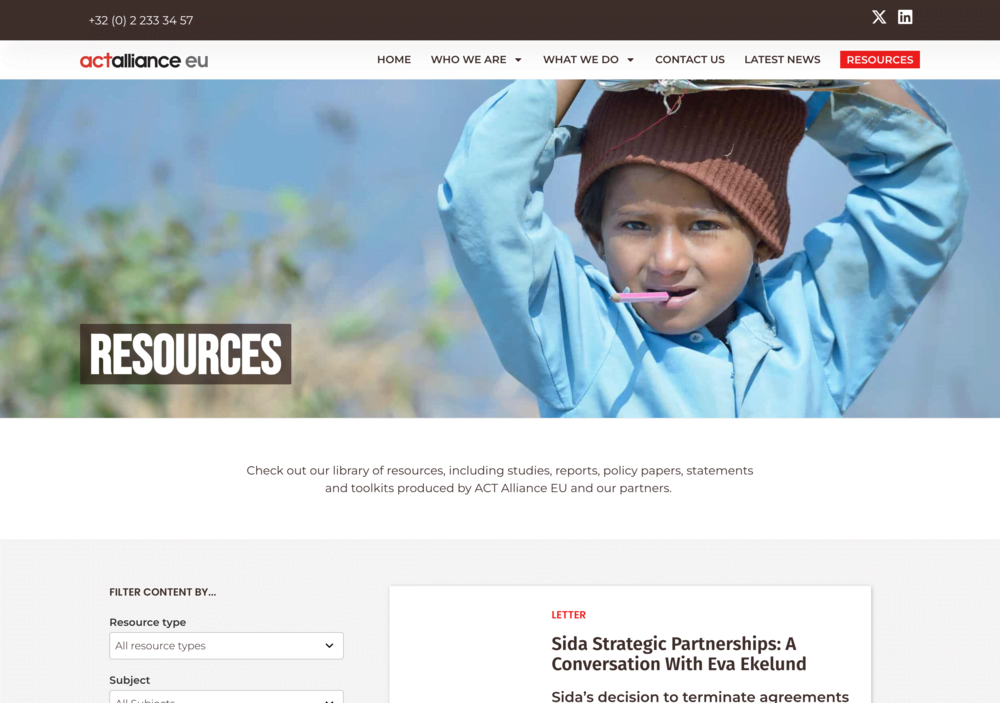 +32 (0) 2 233 34 57
actalliance eu
HOME
WHO WE ARE
WHAT WE DO
CONTACT US
LATEST NEWS
RESOURCES
RESOURCES
Check out our library of resources, including studies, reports, policy papers, statements
and toolkits produced by ACT Alliance EU and our partners.
FILTER CONTENT BY...
Resource type
All resource types
Subject
All Subjects
LETTER
Sida Strategic Partnerships: A
Conversation With Eva Ekelund
Sida’s decision to terminate agreements